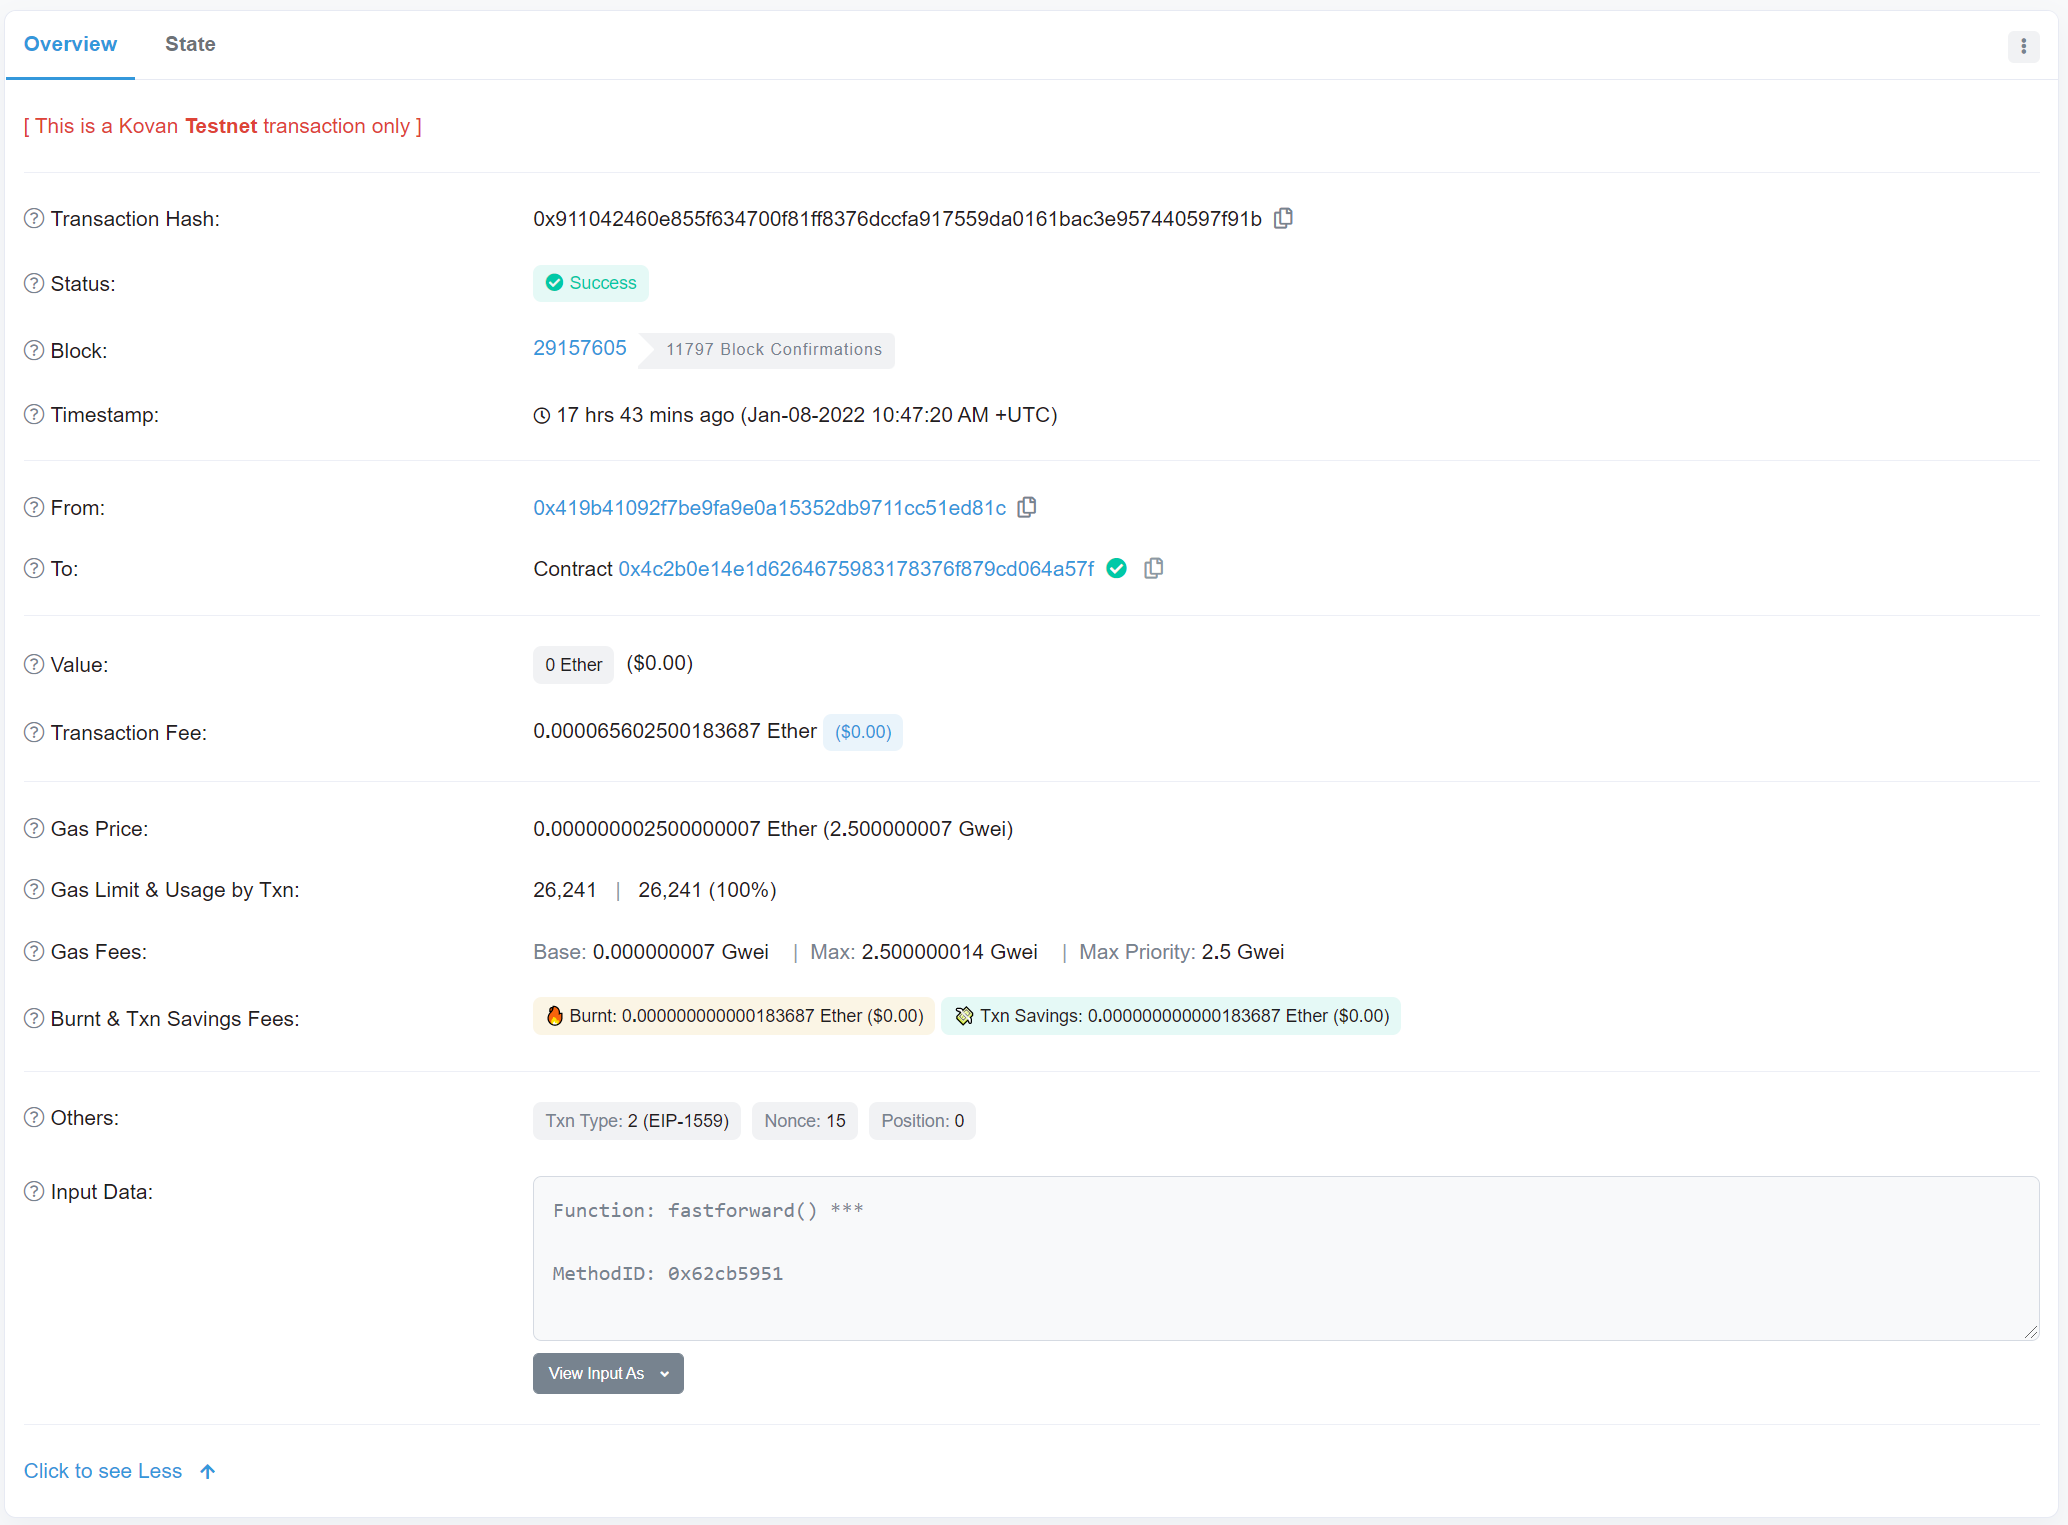 Overview State
[ This is a Kovan Testnet transaction only ]
Transaction Hash: 0x911042460e855f634700f81ff8376dccfa917559da0161bac3e957440597f91b
Status: Success
Block: 29157605 11797 Block Confirmations
Timestamp: 17 hrs 43 mins ago (Jan-08-2022 10:47:20 AM +UTC)
From: 0x419b41092f7be9fa9e0a15352db9711cc51ed81c
To: Contract 0x4c2b0e14e1d6264675983178376f879cd064a57f
Value: 0 Ether ($0.00)
Transaction Fee: 0.000065602500183687 Ether ($0.00)
Gas Price: 0.000000002500000007 Ether (2.500000007 Gwei)
Gas Limit & Usage by Txn: 26,241 | 26,241 (100%)
Gas Fees: Base: 0.000000007 Gwei | Max: 2.500000014 Gwei | Max Priority: 2.5 Gwei
Burnt & Txn Savings Fees: Burnt: 0.000000000000183687 Ether ($0.00) Txn Savings: 0.000000000000183687 Ether ($0.00)
Others: Txn Type: 2 (EIP-1559) Nonce: 15 Position: 0
Input Data: Function: fastforward() ***
MethodID: 0x62cb5951
View Input As
Click to see Less